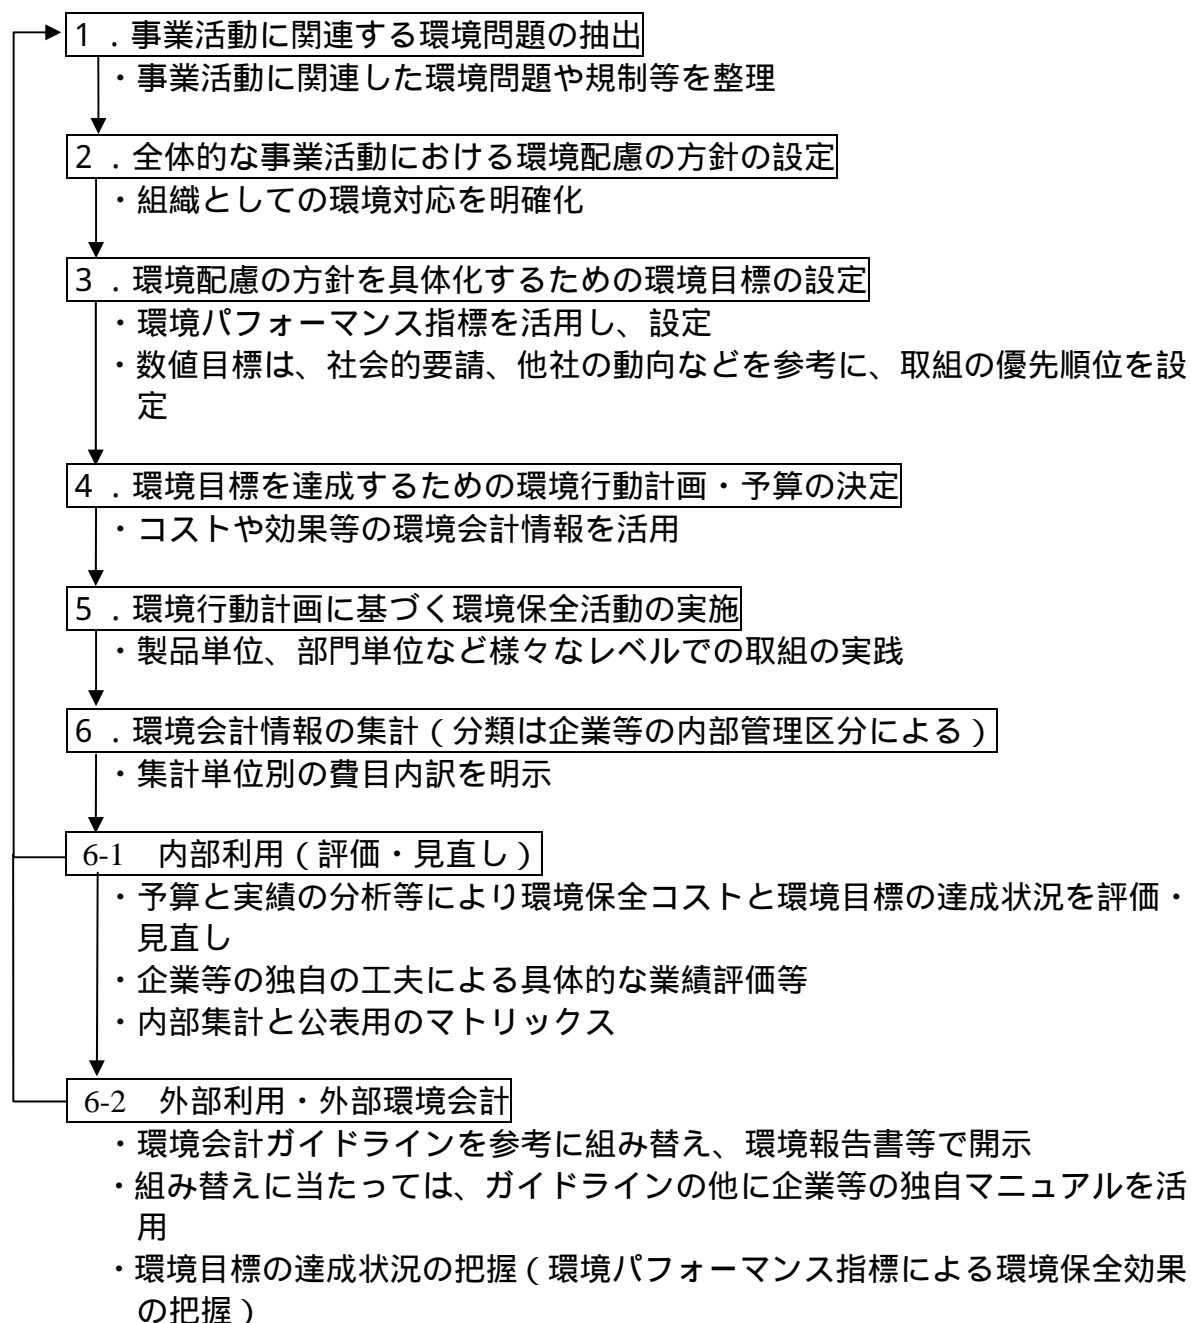 １．事業活動に関連する環境問題の抽出
・事業活動に関連した環境問題や規制等を整理
２．全体的な事業活動における環境配慮の方針の設定
・組織としての環境対応を明確化
３．環境配慮の方針を具体化するための環境目標の設定
・環境パフォーマンス指標を活用し、設定
・数値目標は、社会的要請、他社の動向などを参考に、取組の優先順位を設
定
４．環境目標を達成するための環境行動計画・予算の決定
・コストや効果等の環境会計情報を活用
５．環境行動計画に基づく環境保全活動の実施
・製品単位、部門単位など様々なレベルでの取組の実践
６．環境会計情報の集計（分類は企業等の内部管理区分による）
・集計単位別の費目内訳を明示
6-1　内部利用（評価・見直し）
・予算と実績の分析等により環境保全コストと環境目標の達成状況を評価・
見直し
・企業等の独自の工夫による具体的な業績評価等
・内部集計と公表用のマトリックス
6-2　外部利用・外部環境会計
・環境会計ガイドラインを参考に組み替え、環境報告書等で開示
・組み替えに当たっては、ガイドラインの他に企業等の独自マニュアルを活
用
・環境目標の達成状況の把握（環境パフォーマンス指標による環境保全効果
の把握）